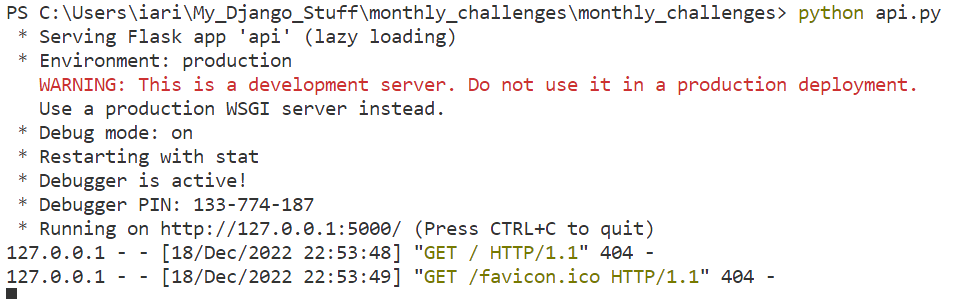 PS C:\Users\iari\My_Django_Stuff\monthly_challenges\monthly_challenges> python api.py
 * Serving Flask app 'api' (lazy loading)
 * Environment: production
   WARNING: This is a development server. Do not use it in a production deployment.
   Use a production WSGI server instead.
 * Debug mode: on
 * Restarting with stat
 * Debugger is active!
 * Debugger PIN: 133-774-187
 * Running on http://127.0.0.1:5000/ (Press CTRL+C to quit)
127.0.0.1 - - [18/Dec/2022 22:53:48] "GET / HTTP/1.1" 404 -
127.0.0.1 - - [18/Dec/2022 22:53:49] "GET /favicon.ico HTTP/1.1" 404 -